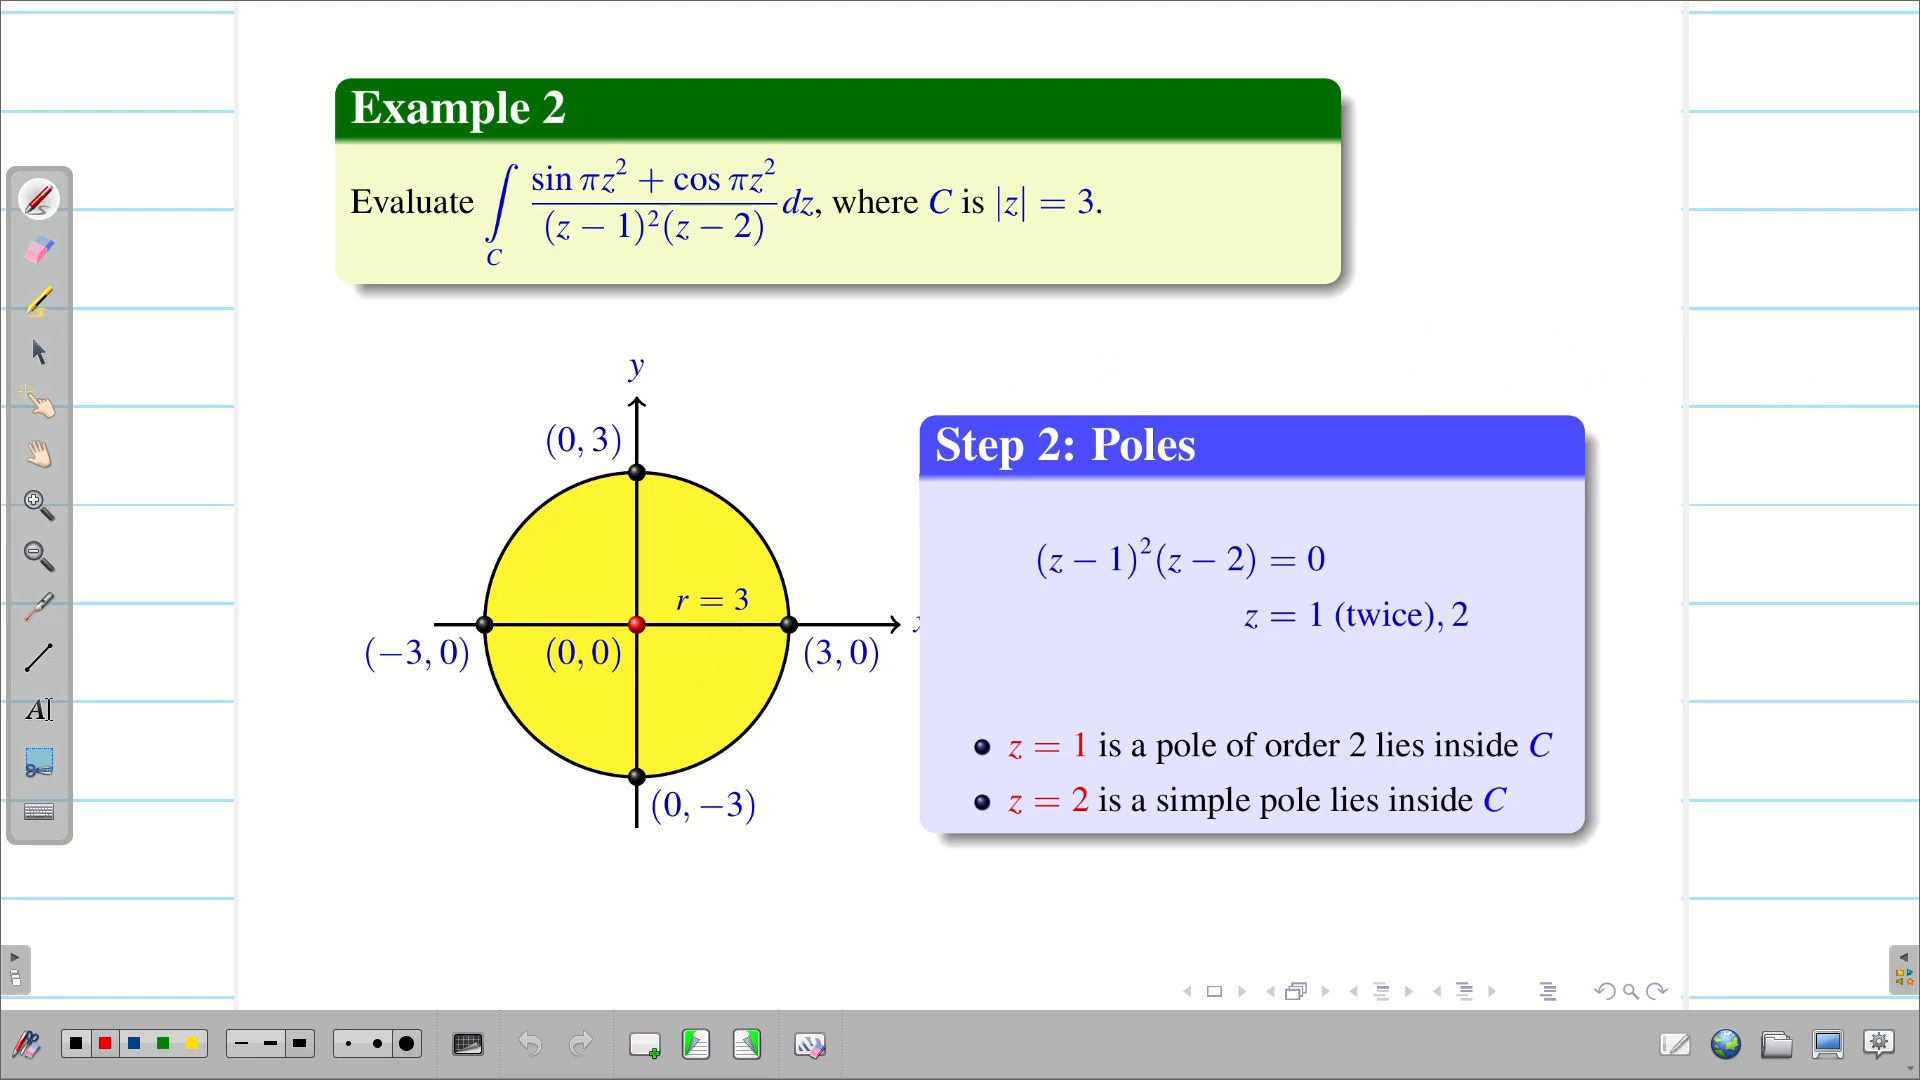 Example 2
Evaluate ∫_C (sin πz² + cos πz²)/((z − 1)²(z − 2)) dz, where C is |z| = 3.
y
(0, 3)
Step 2: Poles
(z − 1)²(z − 2) = 0
r = 3
z = 1 (twice), 2
(−3, 0)
(0, 0)
(3, 0)
z = 1 is a pole of order 2 lies inside C
z = 2 is a simple pole lies inside C
(0, −3)